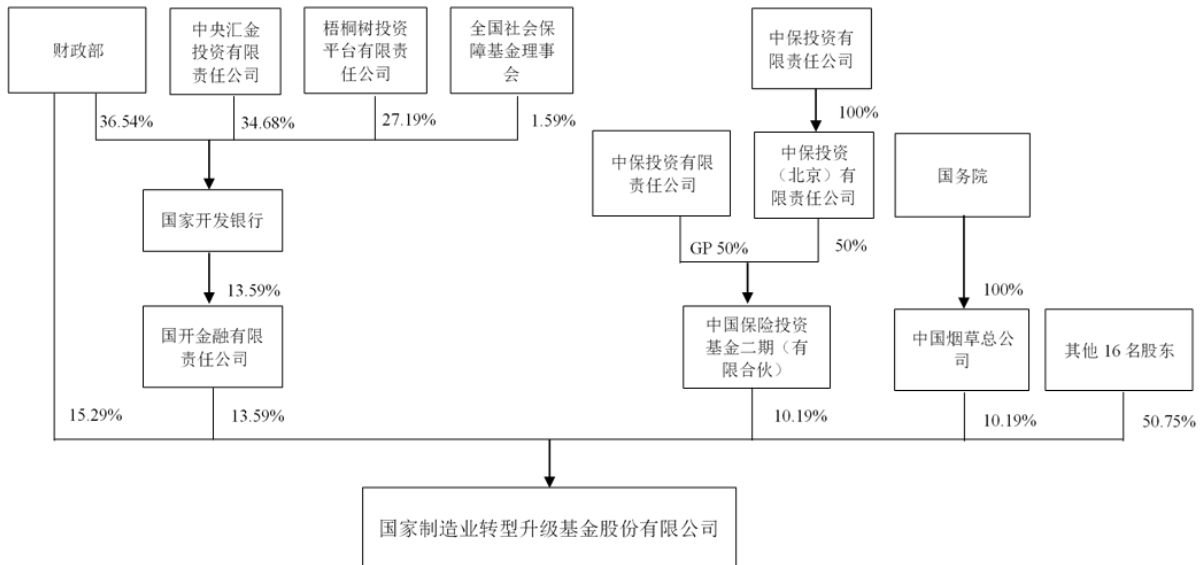 财政部
中央汇金
投资有限
责任公司
梧桐树投资
平台有限责
任公司
全国社会保
障基金理事
会
中保投资有
限责任公司
36.54%
34.68%
27.19%
1.59%
100%
中保投资有限
责任公司
中保投资
（北京）有
限责任公司
国务院
国家开发银行
GP 50%
50%
13.59%
100%
国开金融有限
责任公司
中国保险投资
基金二期（有
限合伙）
中国烟草总公
司
其他 16 名股东
15.29%
13.59%
10.19%
10.19%
50.75%
国家制造业转型升级基金股份有限公司